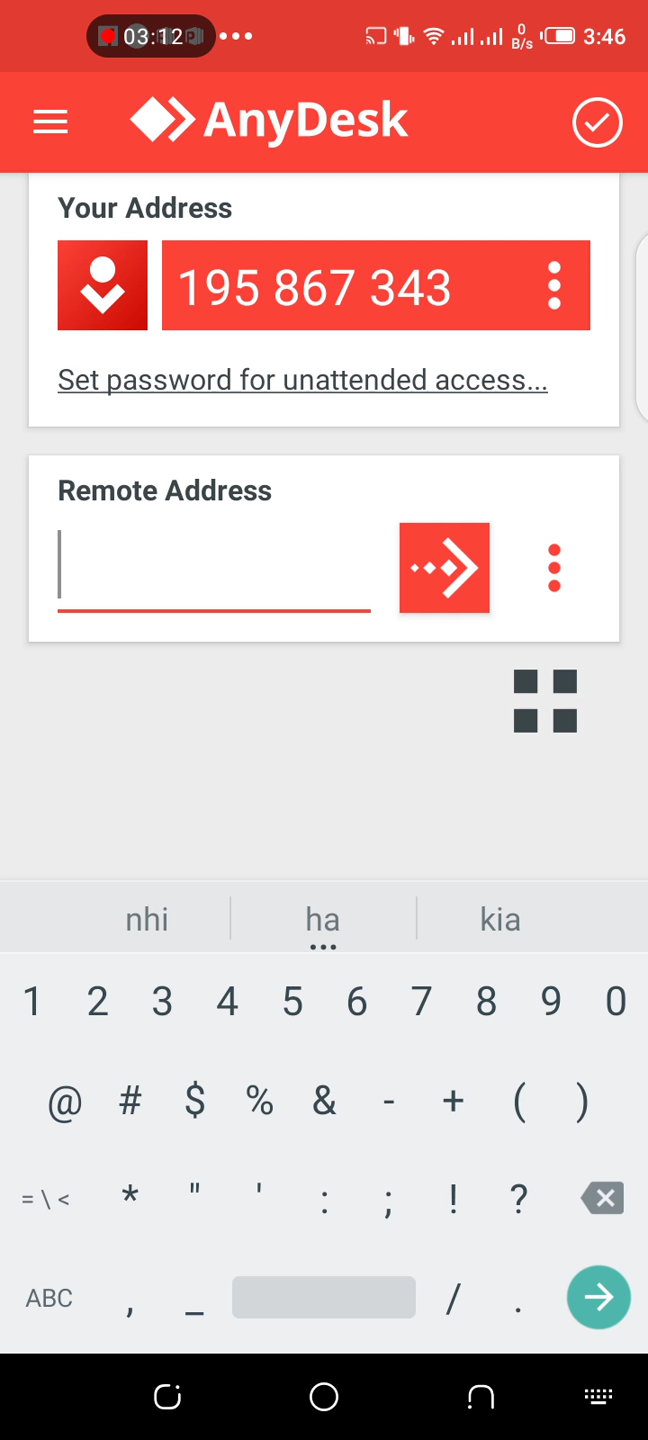 03:12
0
B/s
3:46
AnyDesk
Your Address
195 867 343
Set password for unattended access...
Remote Address
nhi ha kia
1 2 3 4 5 6 7 8 9 0
@ # $ % & - + ( )
= \ < * " ' : ; ! ?
ABC , _ / .